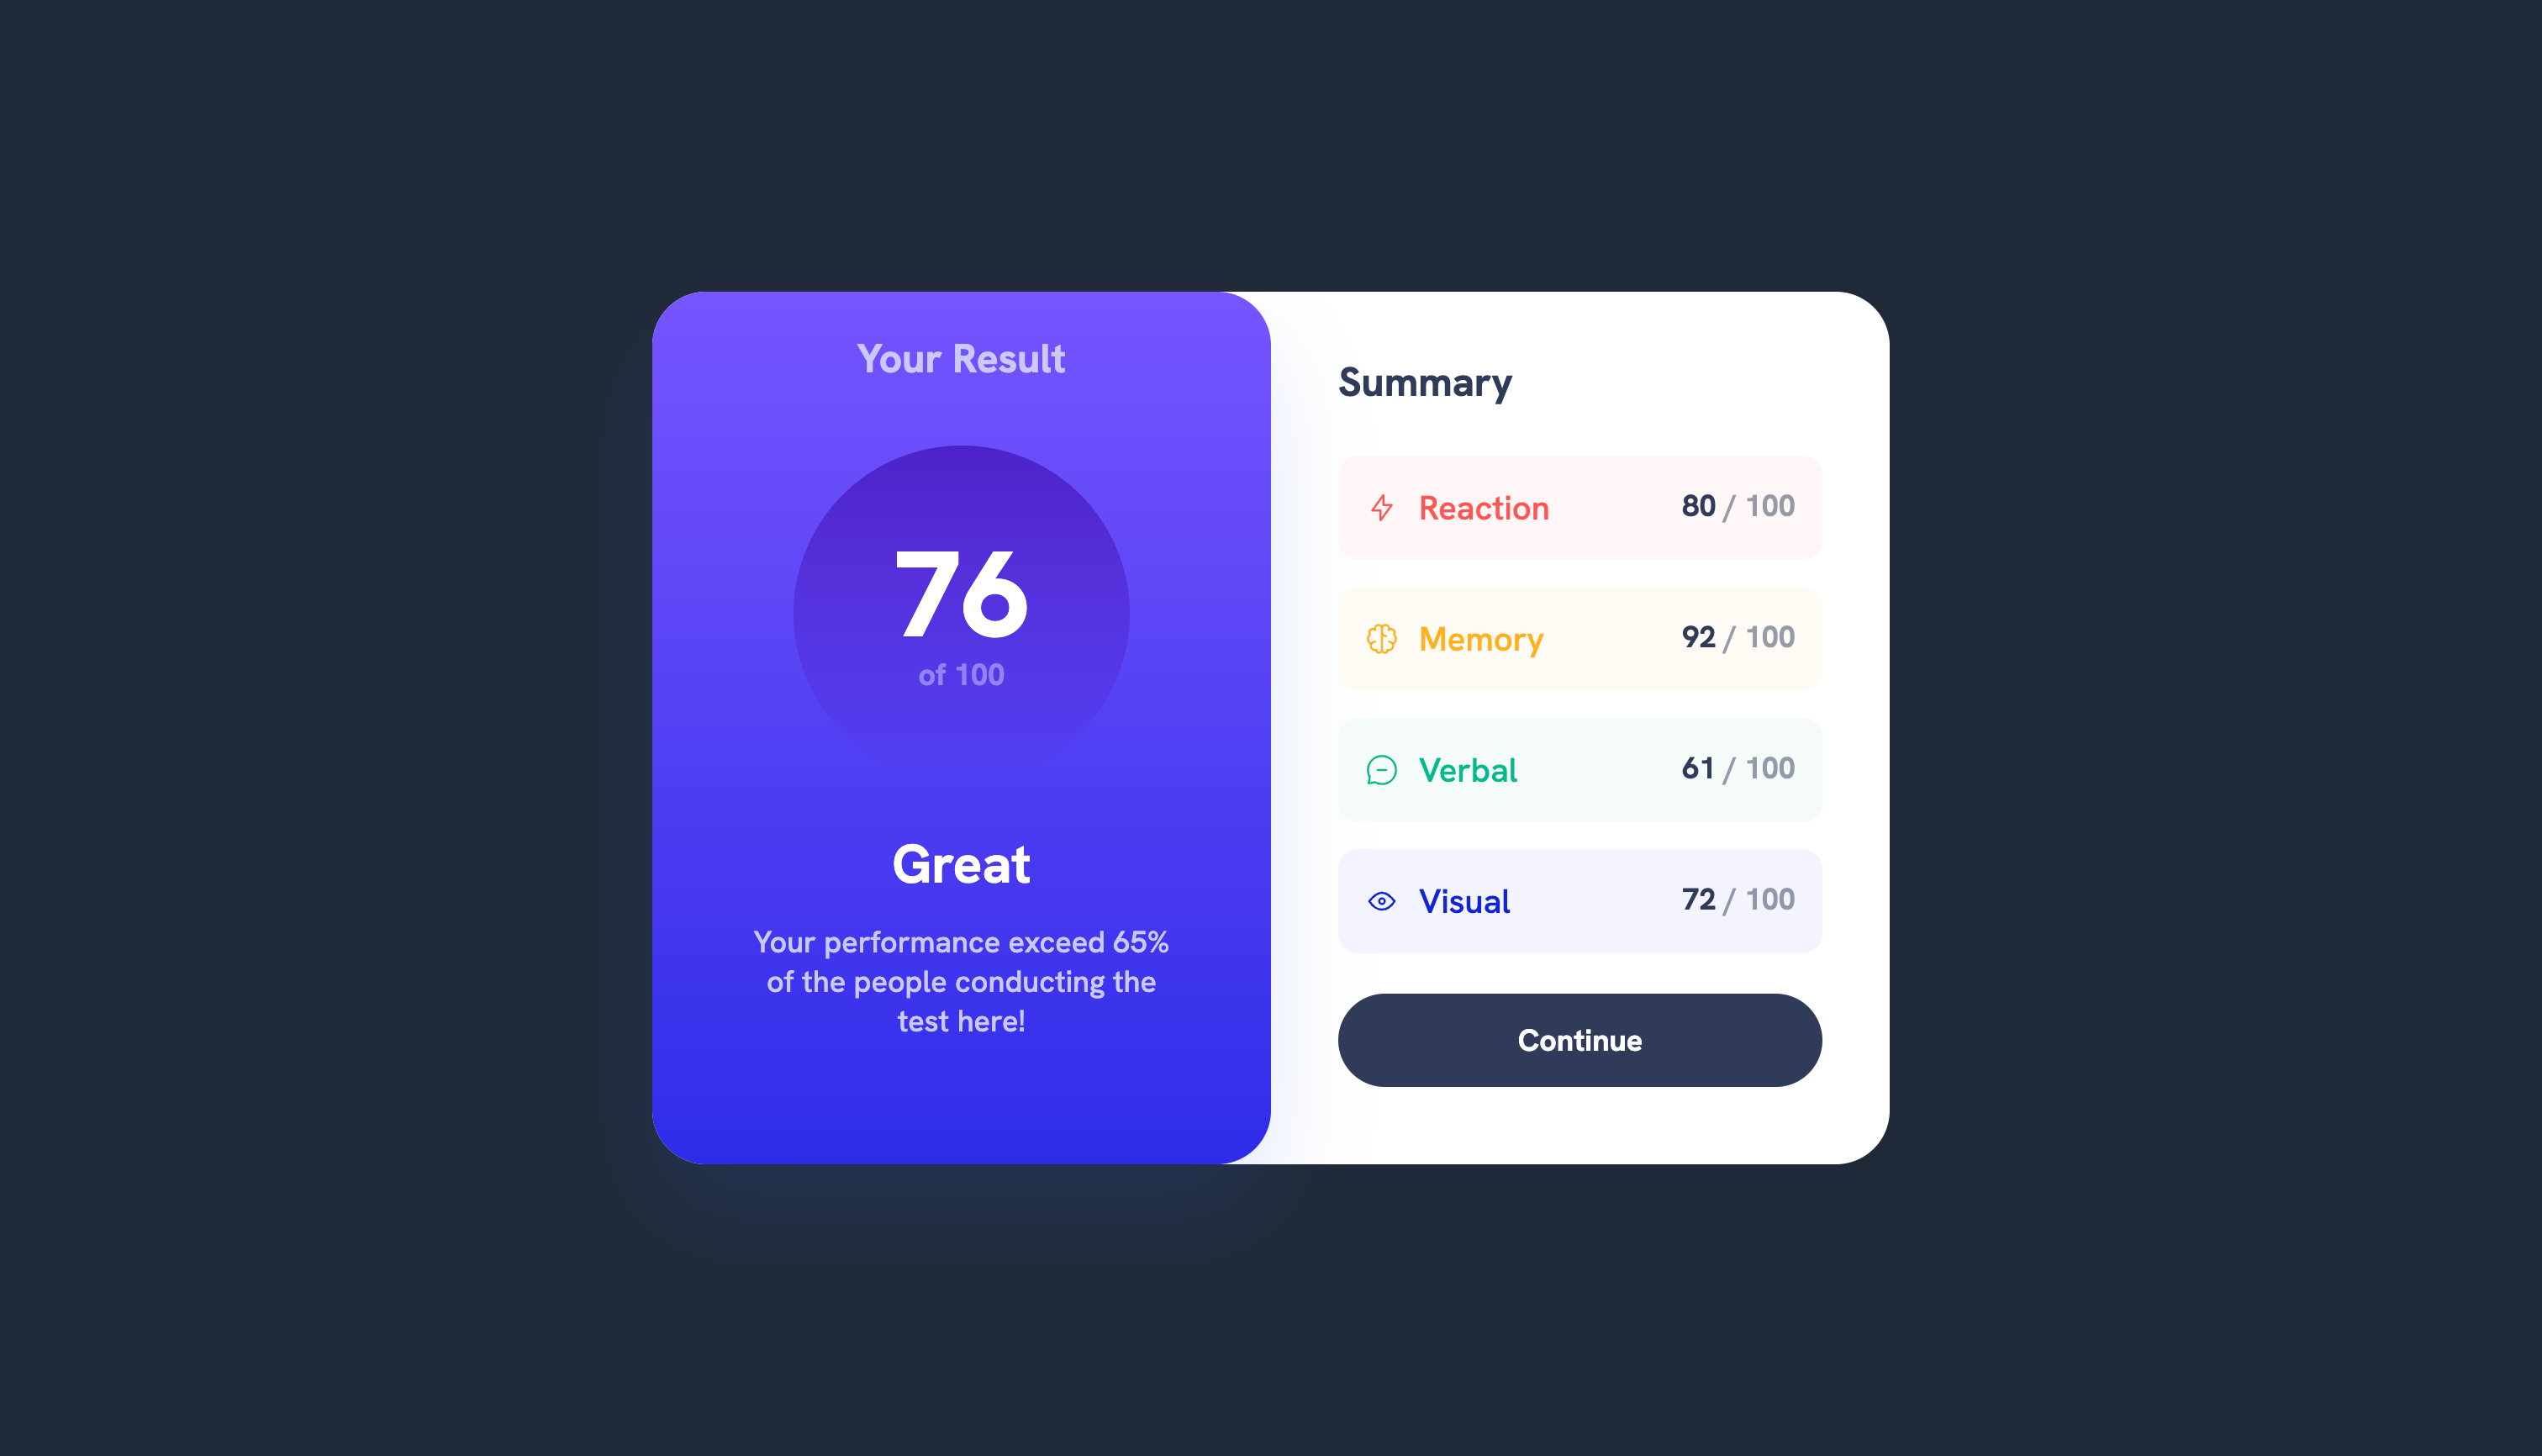 Your Result
76
of 100
Great
Your performance exceed 65%
of the people conducting the
test here!
Summary
Reaction 80 / 100
Memory 92 / 100
Verbal 61 / 100
Visual 72 / 100
Continue